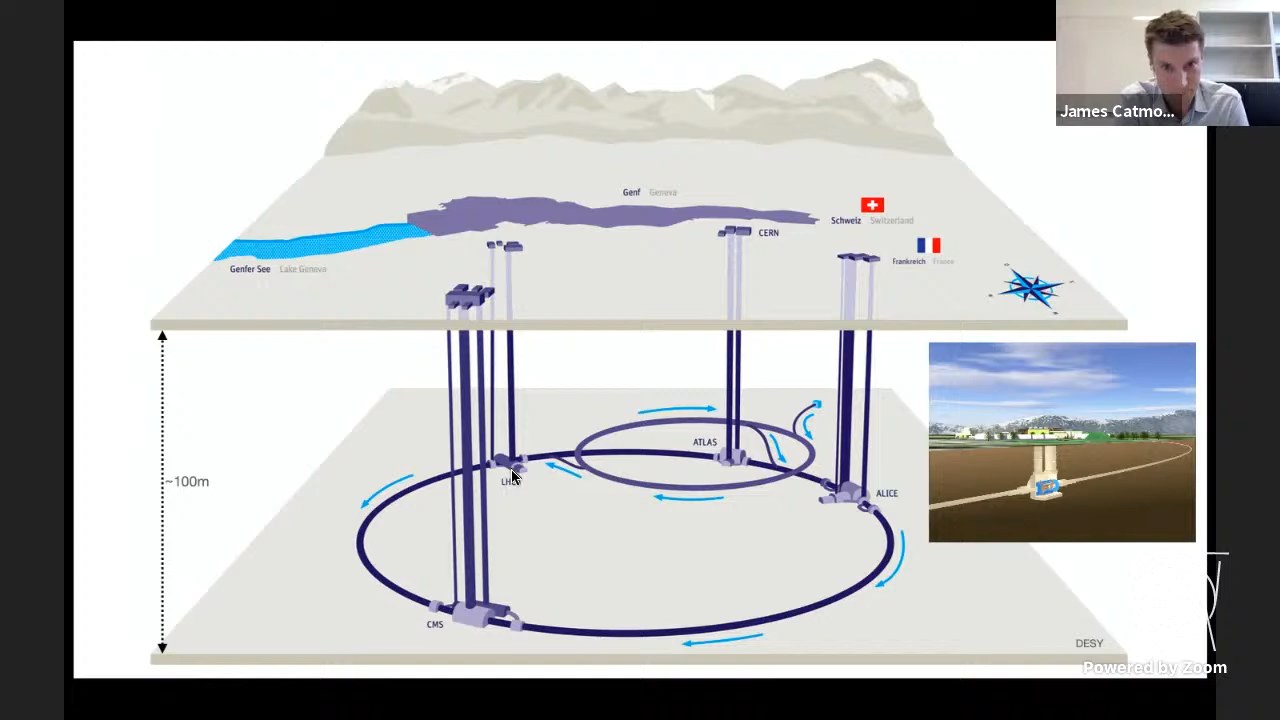 James Catmo...
Genf Geneva
Schweiz Switzerland
CERN
Frankreich France
Genfer See Lake Geneva
ATLAS
~100m
ALICE
CMS
DESY
Powered by Zoom